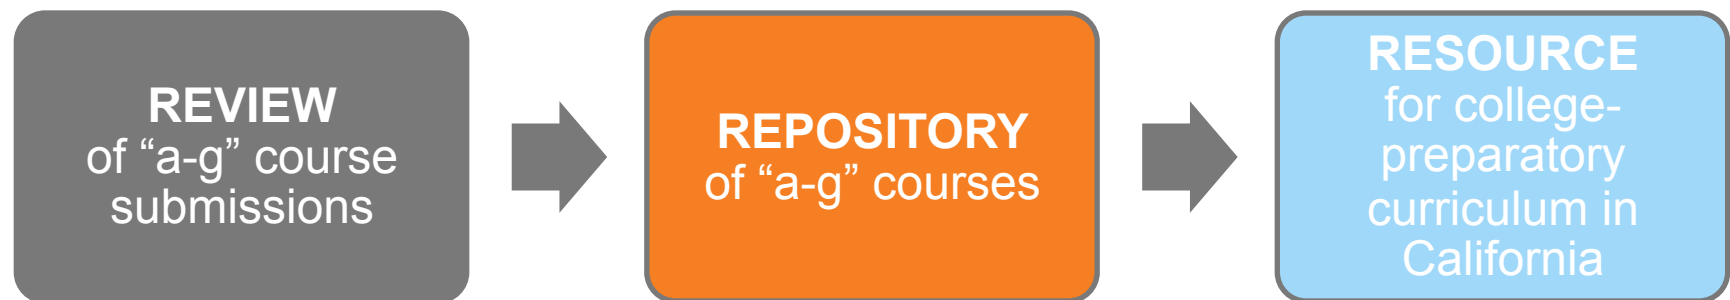 REVIEW
of “a-g” course
submissions
REPOSITORY
of “a-g” courses
RESOURCE
for college-
preparatory
curriculum in
California